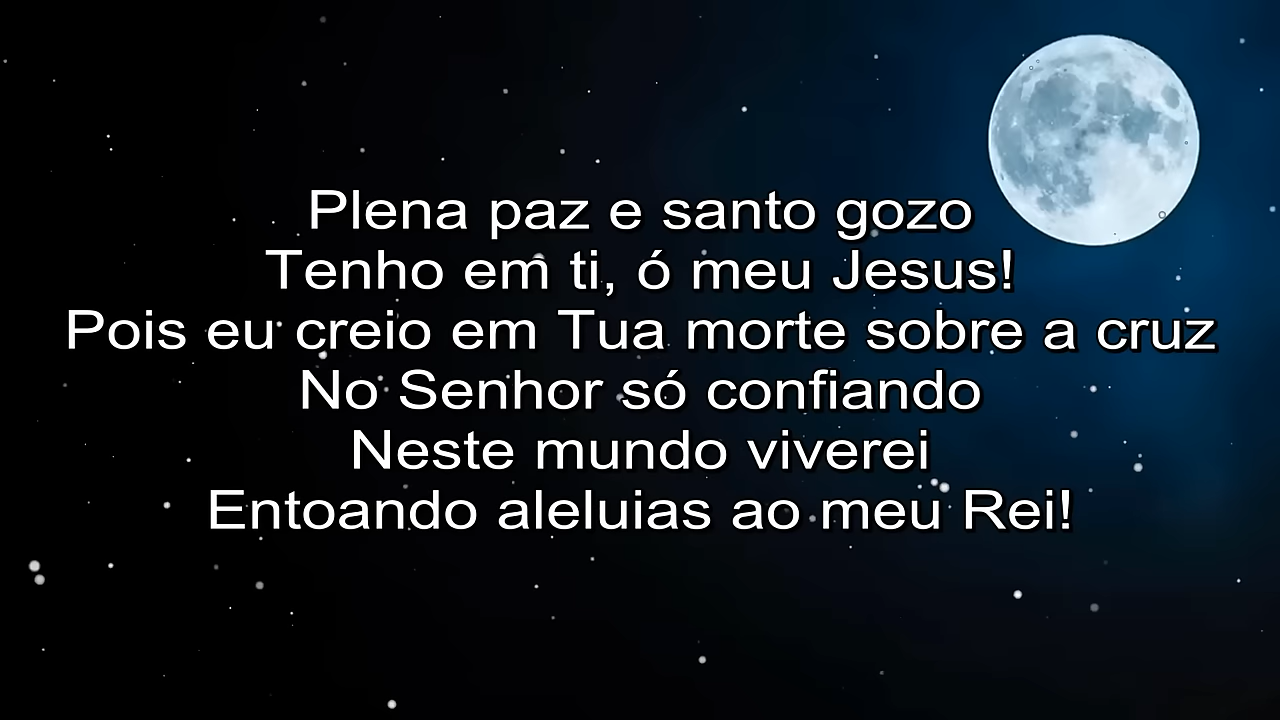 Plena paz e santo gozo
Tenho em ti, ó meu Jesus!
Pois eu creio em Tua morte sobre a cruz
No Senhor só confiando
Neste mundo viverei
Entoando aleluias ao meu Rei!